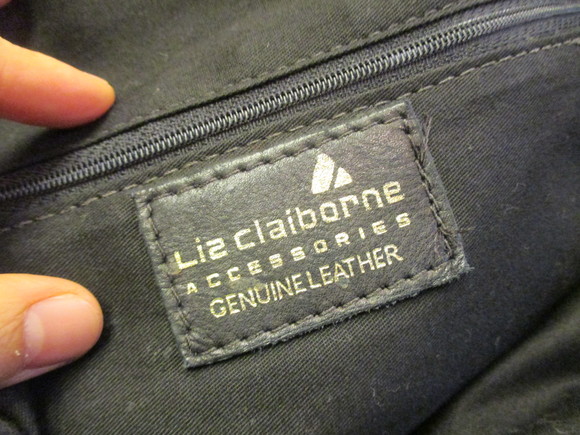 Liz claiborne
ACCESSORIES
GENUINE LEATHER